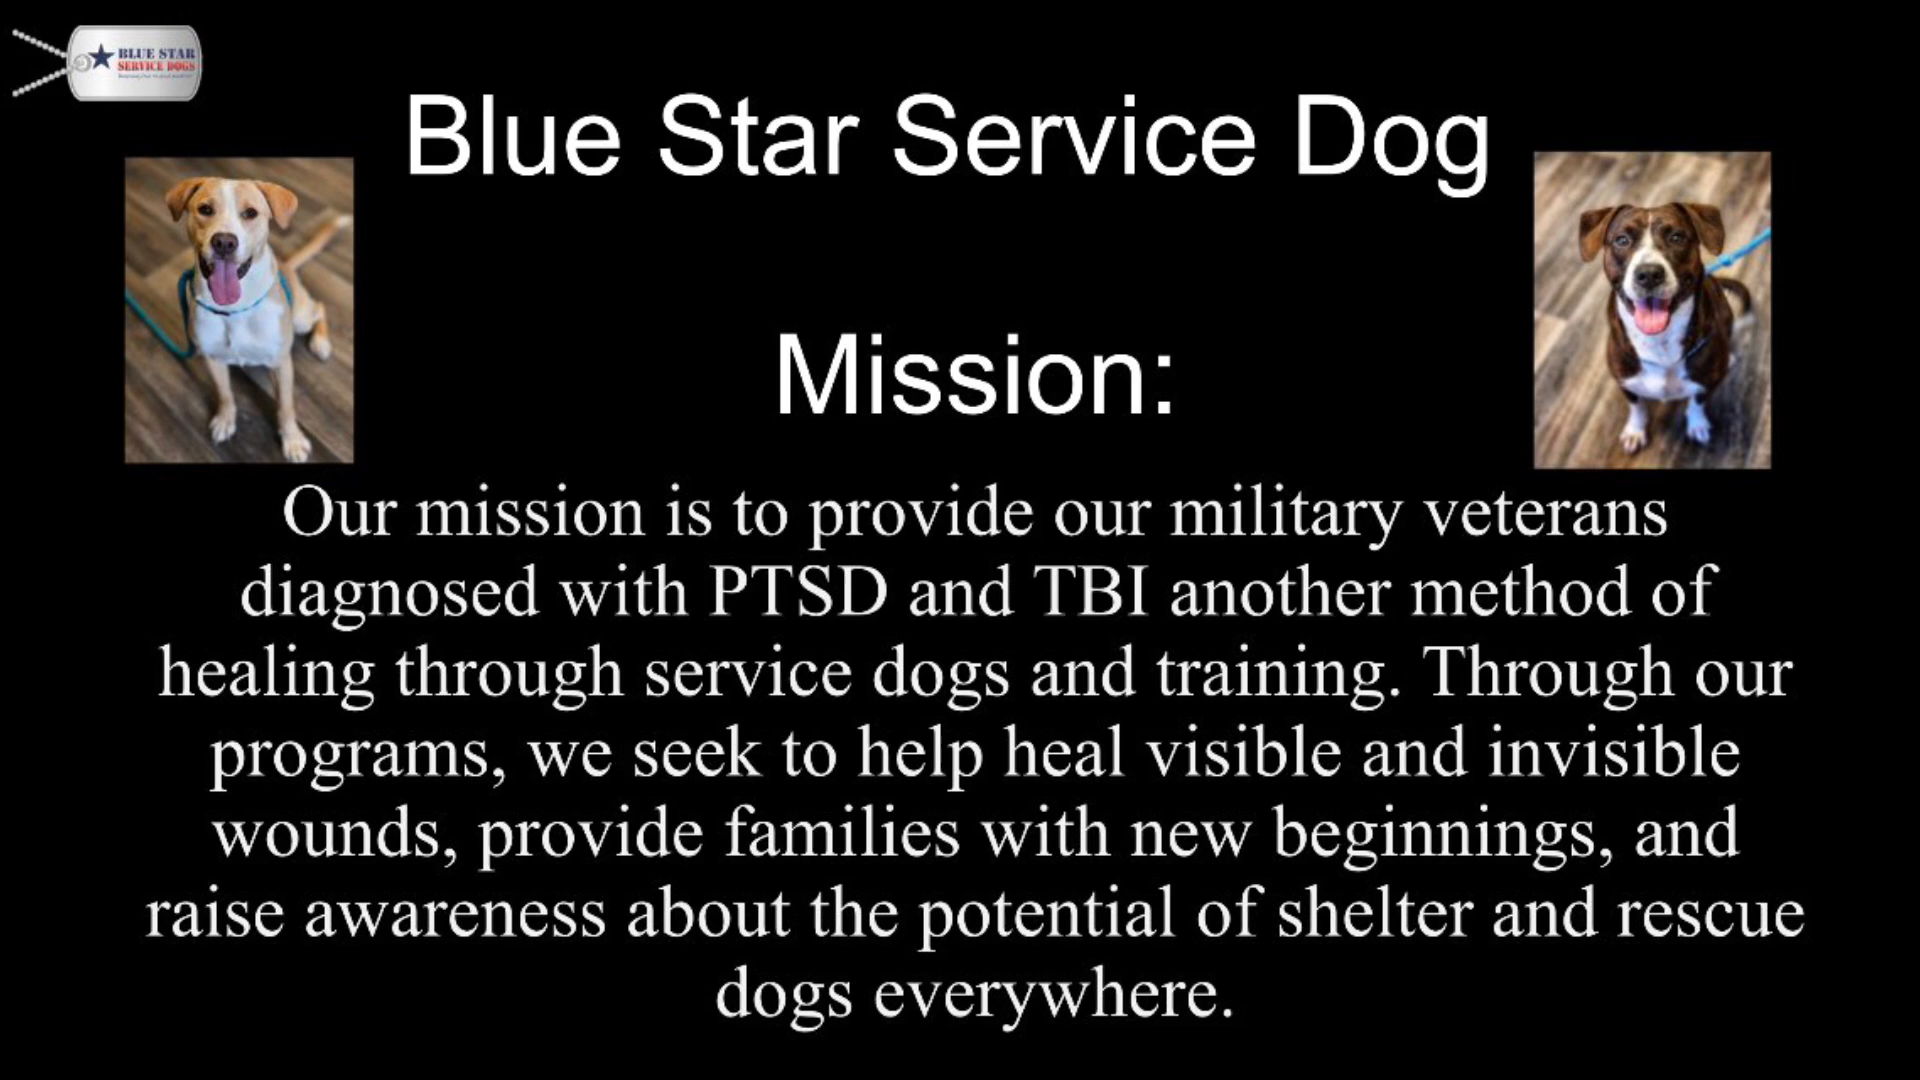 BLUE STAR
SERVICE DOGS
Blue Star Service Dog
Mission:
Our mission is to provide our military veterans
diagnosed with PTSD and TBI another method of
healing through service dogs and training. Through our
programs, we seek to help heal visible and invisible
wounds, provide families with new beginnings, and
raise awareness about the potential of shelter and rescue
dogs everywhere.